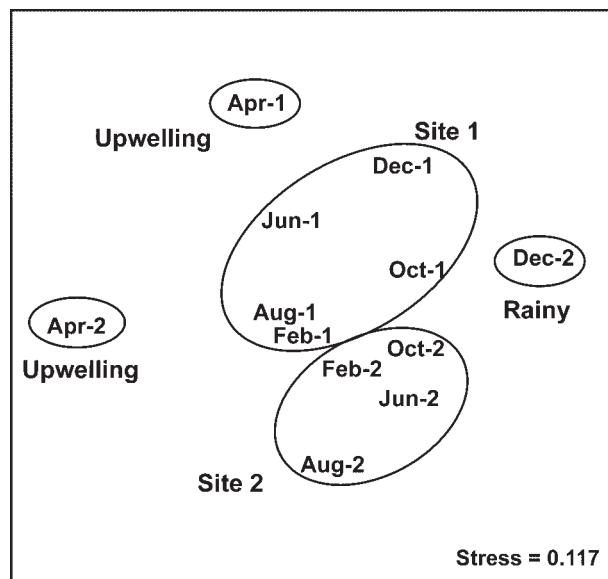 Apr-1
Upwelling
Site 1
Dec-1
Jun-1
Oct-1
Dec-2
Rainy
Aug-1
Feb-1
Apr-2
Upwelling
Oct-2
Feb-2
Jun-2
Aug-2
Site 2
Stress = 0.117